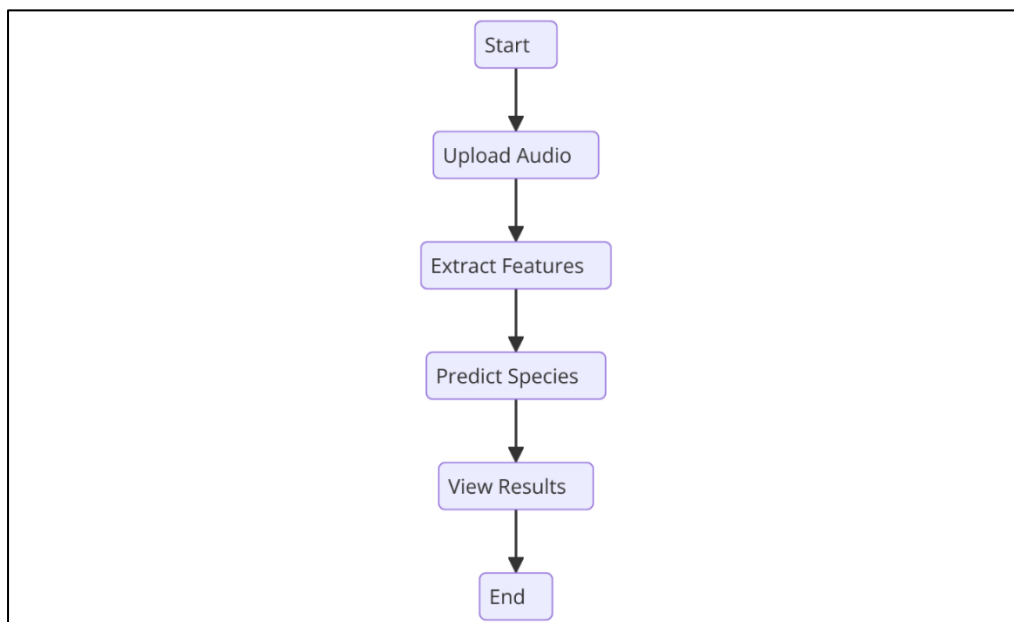 Start
Upload Audio
Extract Features
Predict Species
View Results
End